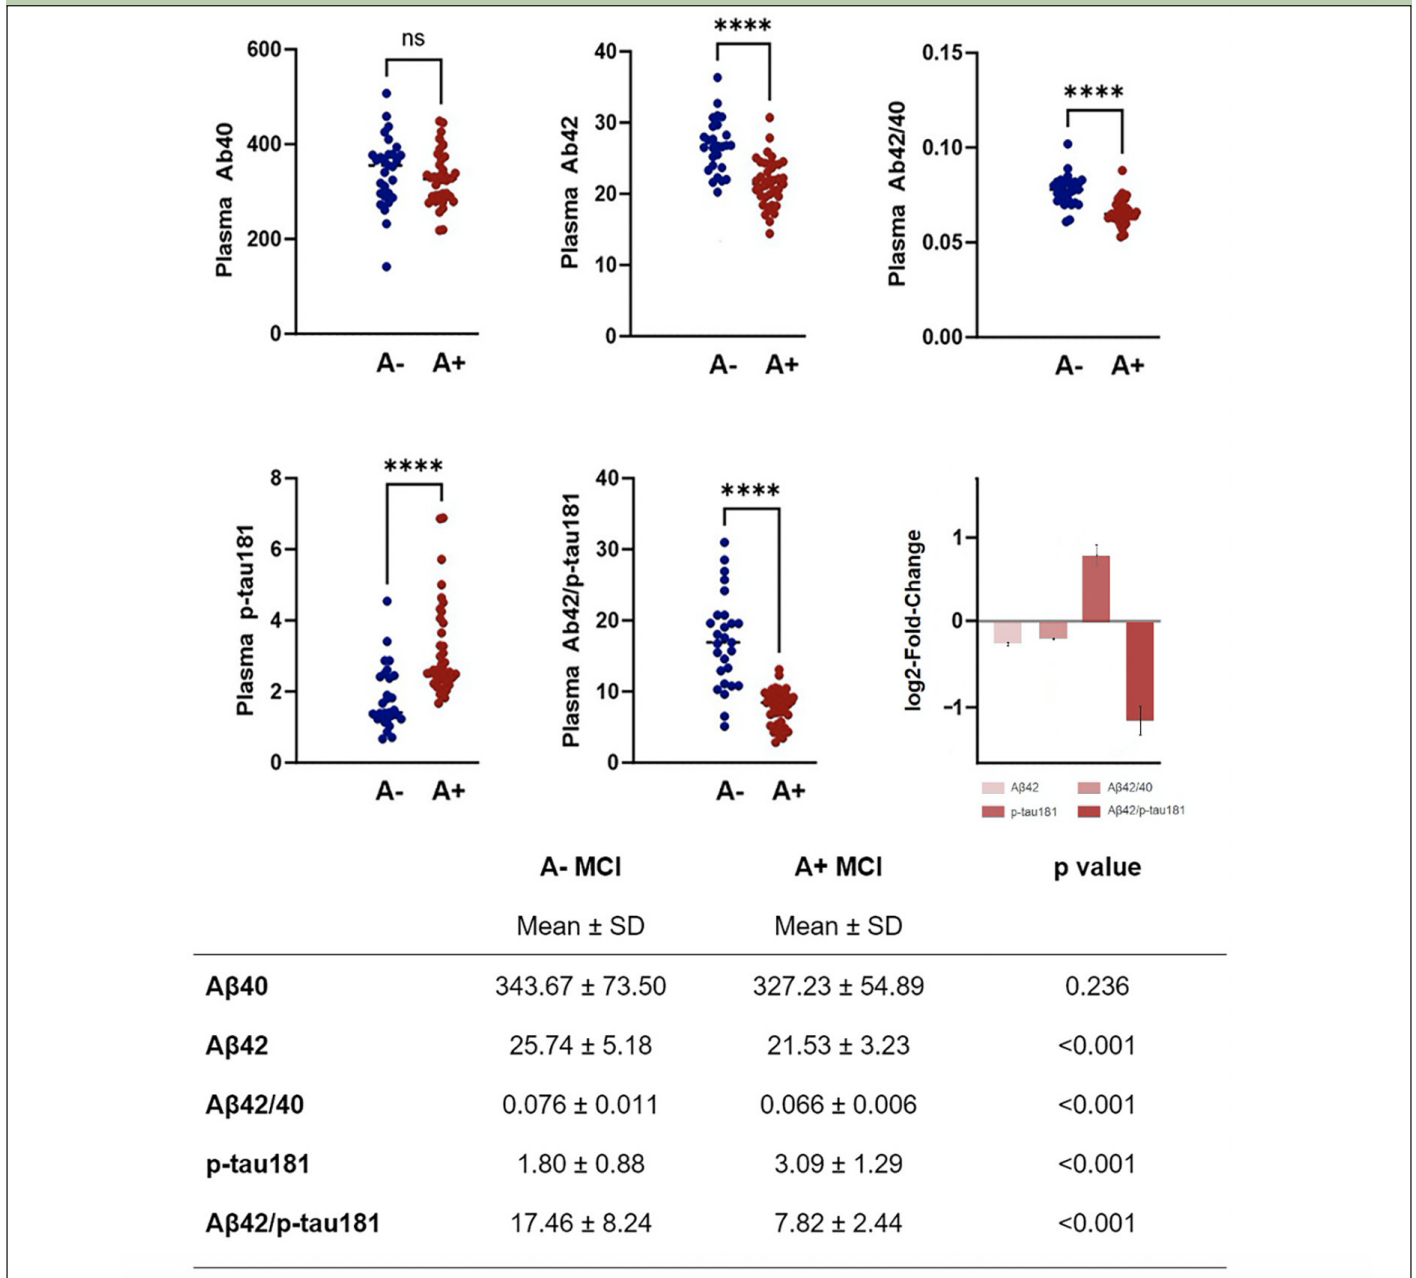 ns
600
400
200
0
Plasma Ab40
A- A+
****
40
30
20
10
0
Plasma Ab42
A- A+
****
0.15
0.10
0.05
0.00
Plasma Ab42/40
A- A+
****
8
6
4
2
0
Plasma p-tau181
A- A+
****
40
30
20
10
0
Plasma Ab42/p-tau181
A- A+
1
0
−1
log2-Fold-Change
Aβ42 Aβ42/40
p-tau181 Aβ42/p-tau181
A- MCI A+ MCI p value
Mean ± SD Mean ± SD
Aβ40 343.67 ± 73.50 327.23 ± 54.89 0.236
Aβ42 25.74 ± 5.18 21.53 ± 3.23 <0.001
Aβ42/40 0.076 ± 0.011 0.066 ± 0.006 <0.001
p-tau181 1.80 ± 0.88 3.09 ± 1.29 <0.001
Aβ42/p-tau181 17.46 ± 8.24 7.82 ± 2.44 <0.001